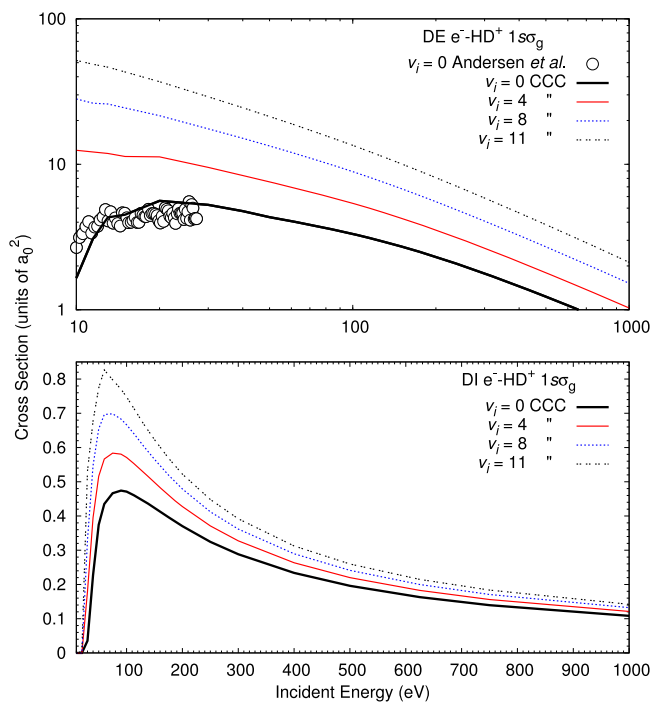 100
10
1
DE e⁻-HD⁺ 1sσg
vi = 0 Andersen et al.
vi = 0 CCC
vi = 4 "
vi = 8 "
vi = 11 "
10 100 1000
Cross Section (units of a₀²)
0.8
0.7
0.6
0.5
0.4
0.3
0.2
0.1
0
DI e⁻-HD⁺ 1sσg
vi = 0 CCC
vi = 4 "
vi = 8 "
vi = 11 "
100 200 300 400 500 600 700 800 900 1000
Incident Energy (eV)